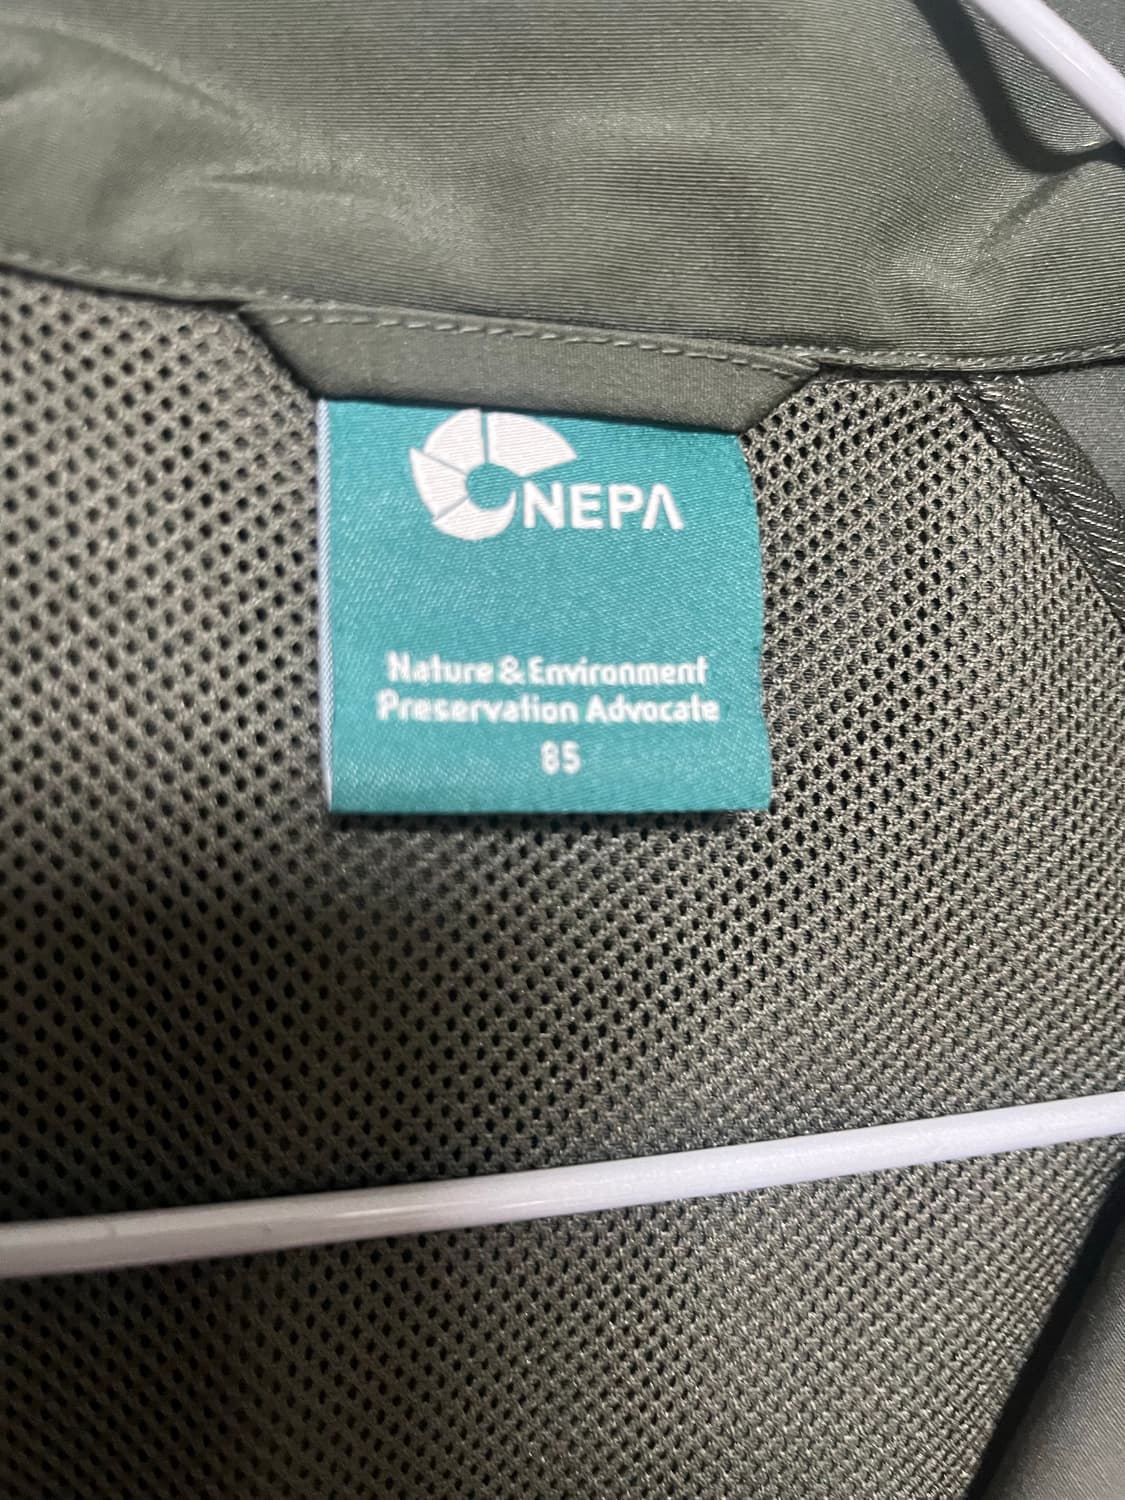 NEPA
Nature & Environment
Preservation Advocate
85